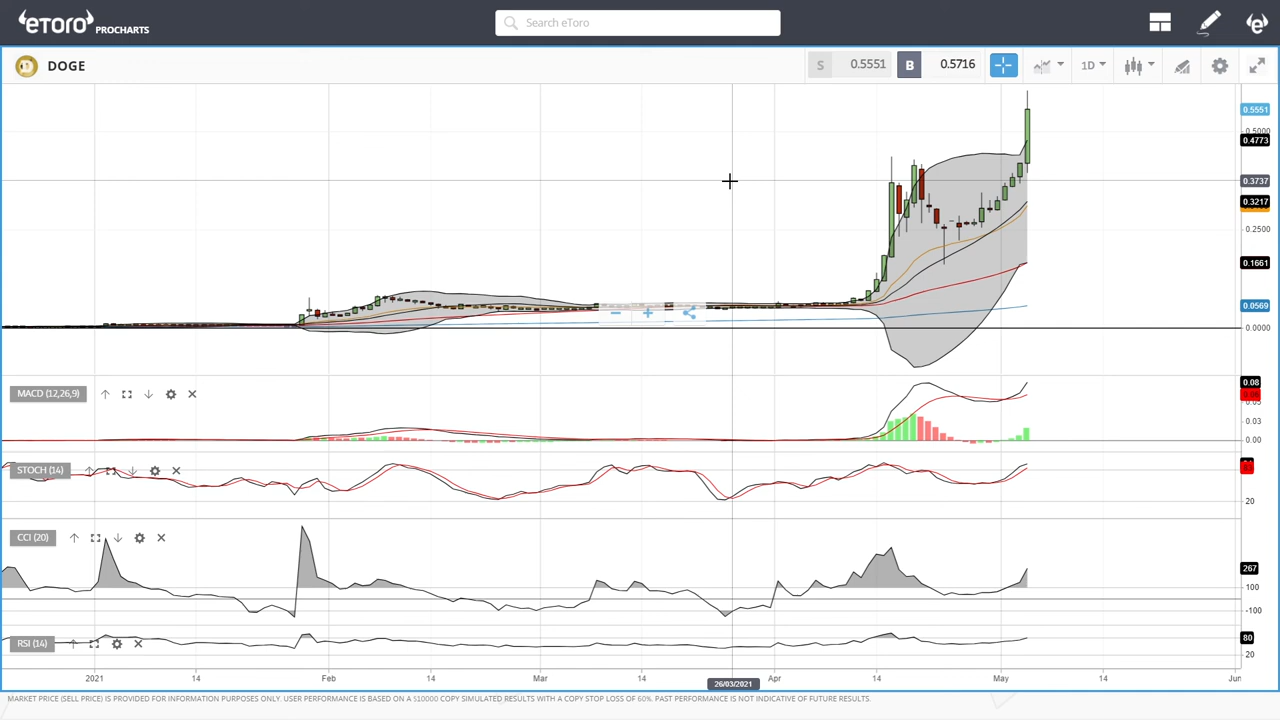 eToro PROCHARTS
Search eToro
DOGE
S 0.5551 B 0.5716 1D
0.5551
0.5000
0.4773
0.3737
0.3217
0.2500
0.1661
0.0569
0.0000
MACD (12,26,9)
0.08
0.03
0.00
STOCH (14)
20
CCI (20)
267
100
-100
RSI (14)
80
20
2021 14 Feb 14 Mar 14 26/03/2021 Apr 14 May 14 Jun
MARKET PRICE (SELL PRICE) IS PROVIDED FOR INFORMATION PURPOSES ONLY. USER PERFORMANCE IS BASED ON A $10000 COPY SIMULATED RESULTS WITH A COPY STOP LOSS OF 60%. PAST PERFORMANCE IS NOT INDICATIVE OF FUTURE RESULTS.